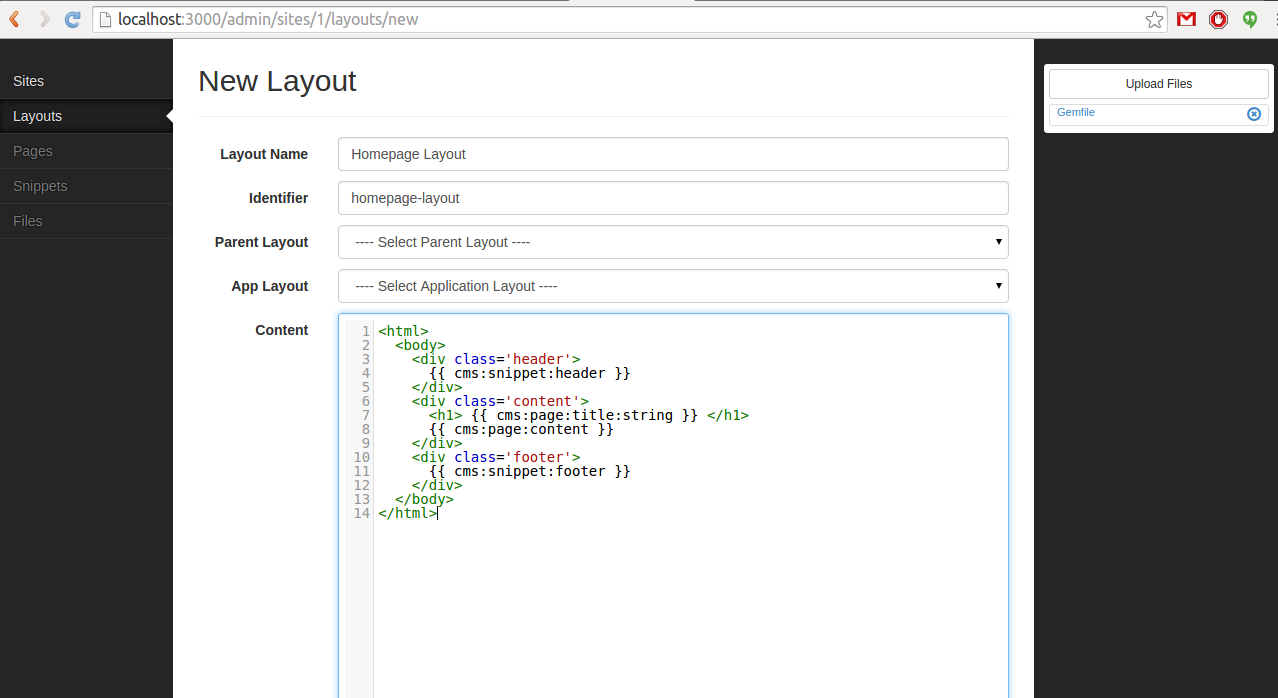 localhost:3000/admin/sites/1/layouts/new
Sites
Layouts
Pages
Snippets
Files
New Layout
Layout Name Homepage Layout
Identifier homepage-layout
Parent Layout ---- Select Parent Layout ----
App Layout ---- Select Application Layout ----
Content
1 <html>
2   <body>
3     <div class='header'>
4       {{ cms:snippet:header }}
5     </div>
6     <div class='content'>
7       <h1> {{ cms:page:title:string }} </h1>
8       {{ cms:page:content }}
9     </div>
10     <div class='footer'>
11       {{ cms:snippet:footer }}
12     </div>
13   </body>
14 </html>
Upload Files
Gemfile